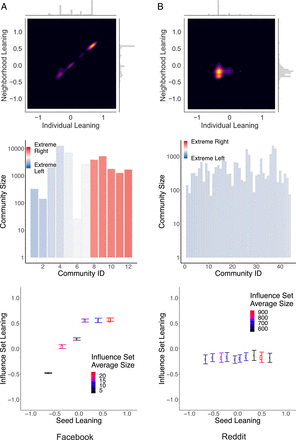 A
B
Neighborhood Leaning
1.0
0.5
0.0
−0.5
−1.0
−1 0 1
Individual Leaning
Neighborhood Leaning
1.0
0.5
0.0
−0.5
−1.0
−1 0 1
Individual Leaning
Community Size
10000
1000
100
10
1
Extreme
Right
Extreme
Left
2 4 6 8 10 12
Community ID
Community Size
1000
100
10
1
Extreme Right
Extreme Left
0 10 20 30 40
Community ID
Influence Set Leaning
1.0
0.5
0.0
−0.5
−1.0
Influence Set
Average Size
20
15
10
5
−1.0 −0.5 0.0 0.5 1.0
Seed Leaning
Facebook
Influence Set Leaning
1.0
0.5
0.0
−0.5
−1.0
Influence Set
Average Size
900
800
700
600
−1.0 −0.5 0.0 0.5 1.0
Seed Leaning
Reddit